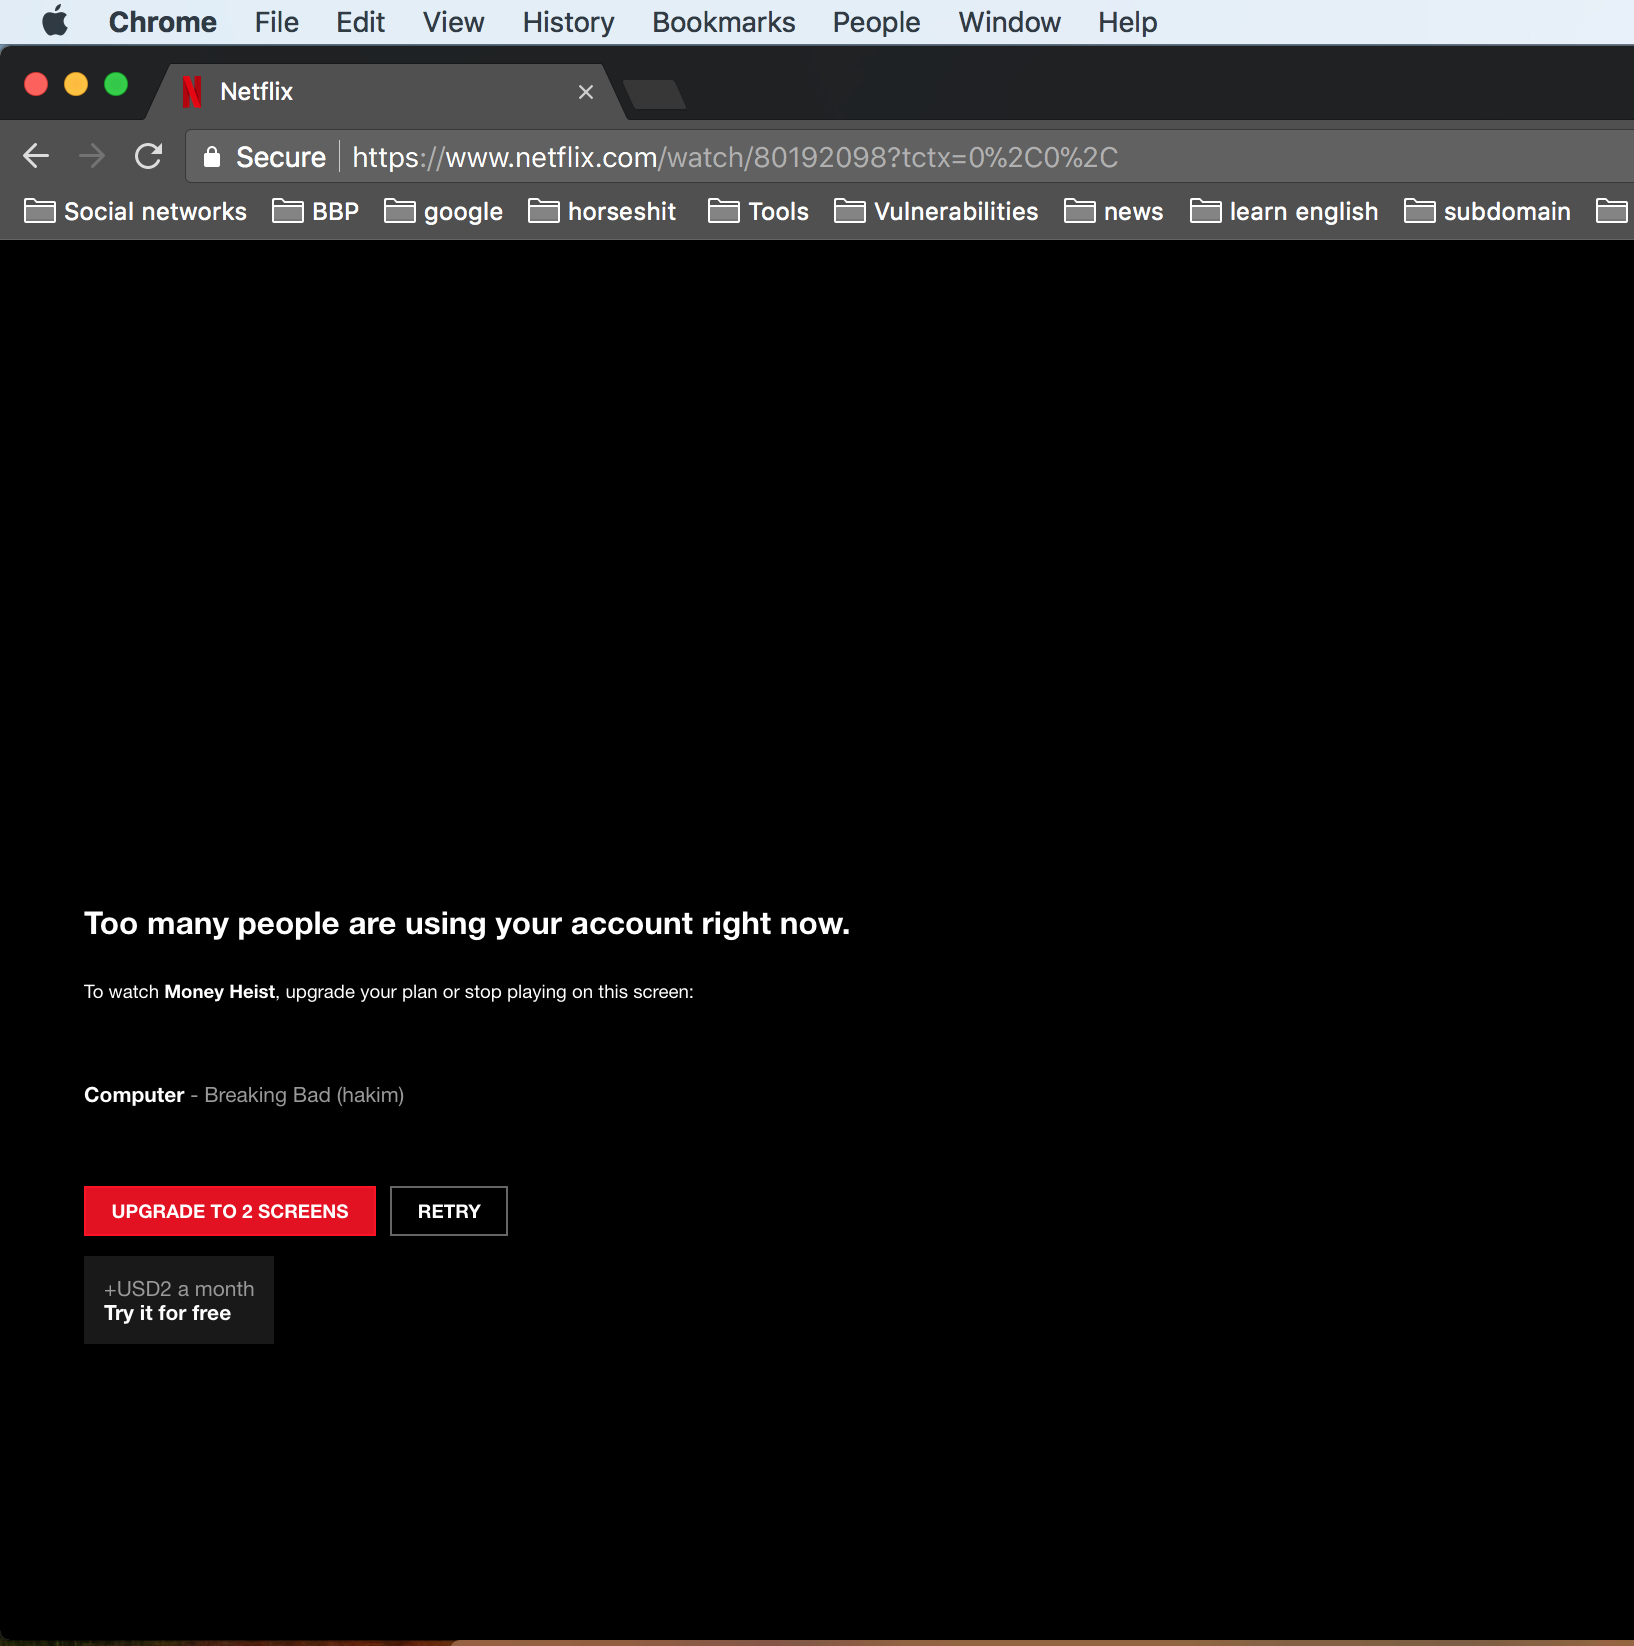 Chrome File Edit View History Bookmarks People Window Help
Netflix
Secure https://www.netflix.com/watch/80192098?tctx=0%2C0%2C
Social networks BBP google horseshit Tools Vulnerabilities news learn english subdomain
Too many people are using your account right now.
To watch Money Heist, upgrade your plan or stop playing on this screen:
Computer - Breaking Bad (hakim)
UPGRADE TO 2 SCREENS RETRY
+USD2 a month
Try it for free